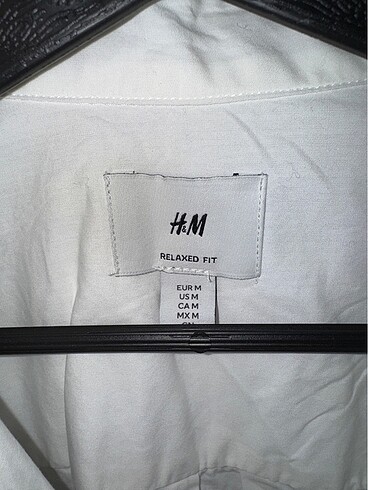 H&M
RELAXED FIT
EUR M
US M
CA M
MX M